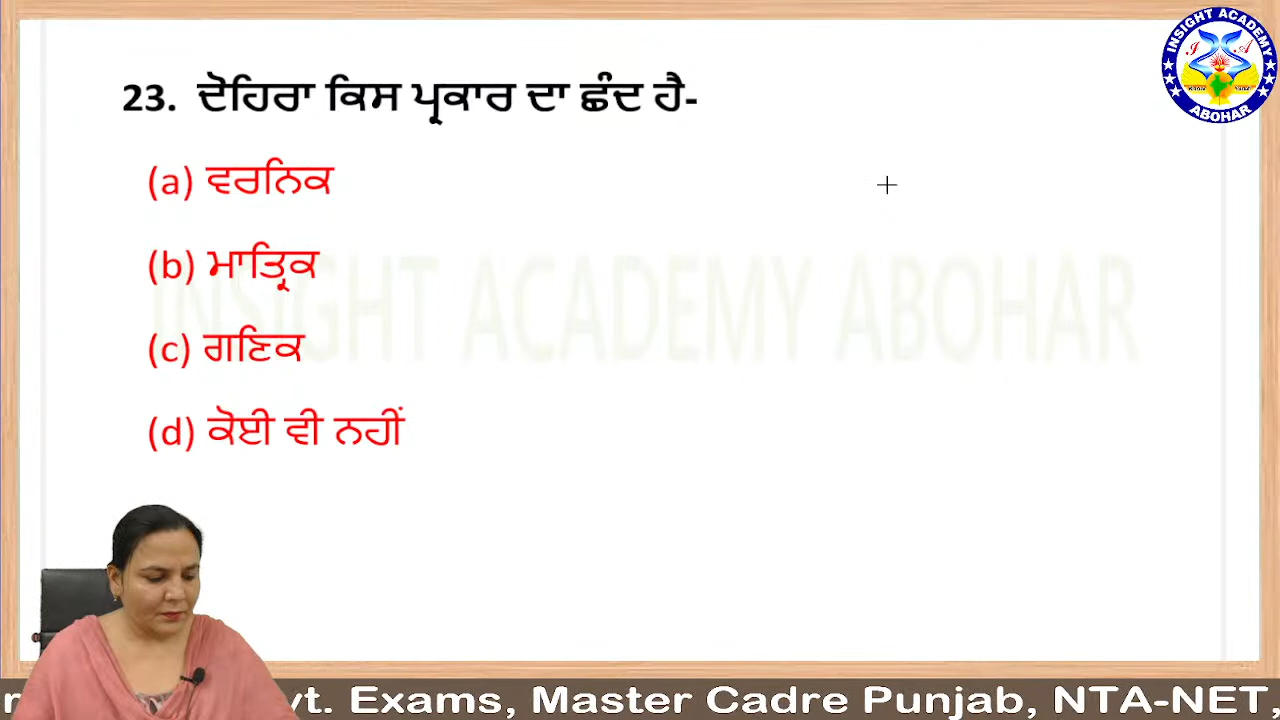 INSIGHT ACADEMY
ABOHAR
23. ਦੋਹਿਰਾ ਕਿਸ ਪ੍ਰਕਾਰ ਦਾ ਛੰਦ ਹੈ-
(a) ਵਰਨਿਕ
(b) ਮਾਤ੍ਰਿਕ
INSIGHT ACADEMY ABOHAR
(c) ਗਣਿਕ
(d) ਕੋਈ ਵੀ ਨਹੀਂ
vt. Exams, Master Cadre Punjab, NTA-NET,